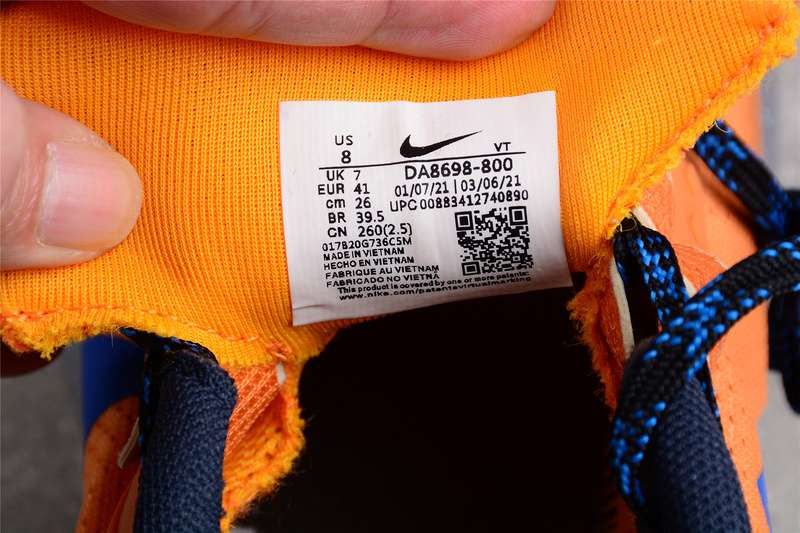 US
8
VT
UK 7
DA8698-800
EUR 41
01/07/21 | 03/06/21
cm 26
UPC 00883412740890
BR 39.5
CN 260(2.5)
017B20G736C5M
MADE IN VIETNAM
HECHO EN VIETNAM
FABRIQUE AU VIETNAM
FABRICADO NO VIETNÃ
This product is covered by one or more patents:
www.nike.com/patentsvirtualmarking